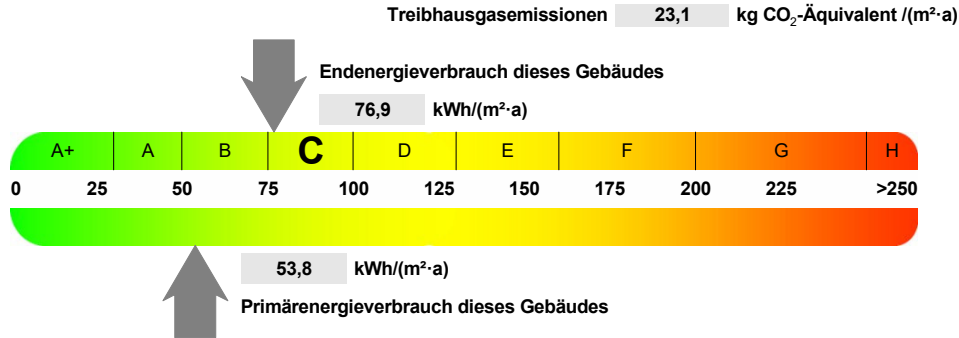 Treibhausgasemissionen 23,1 kg CO₂-Äquivalent /(m²·a)
Endenergieverbrauch dieses Gebäudes
76,9 kWh/(m²·a)
A+ A B C D E F G H
0 25 50 75 100 125 150 175 200 225 >250
53,8 kWh/(m²·a)
Primärenergieverbrauch dieses Gebäudes